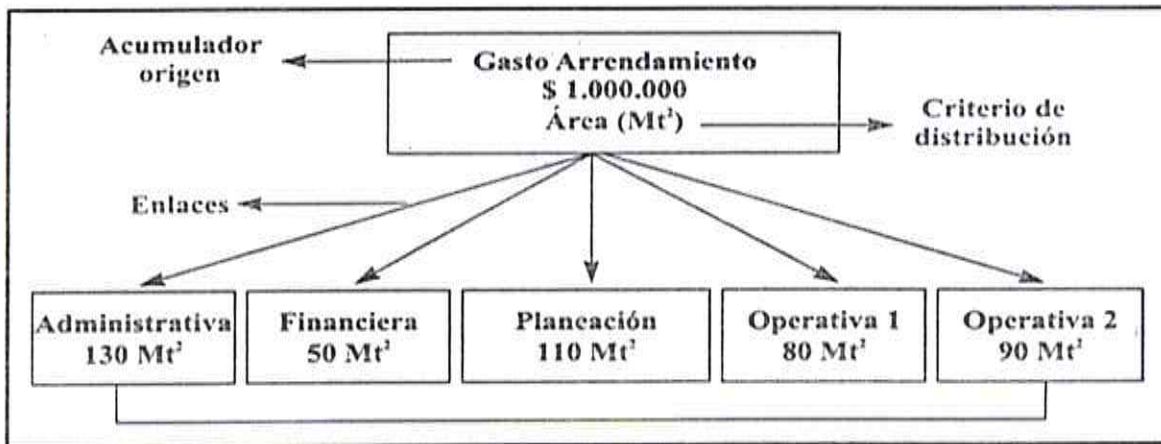 Acumulador
origen
Gasto Arrendamiento
$ 1.000.000
Área (Mt²)
Criterio de
distribución
Enlaces
Administrativa
130 Mt²
Financiera
50 Mt²
Planeación
110 Mt²
Operativa 1
80 Mt²
Operativa 2
90 Mt²